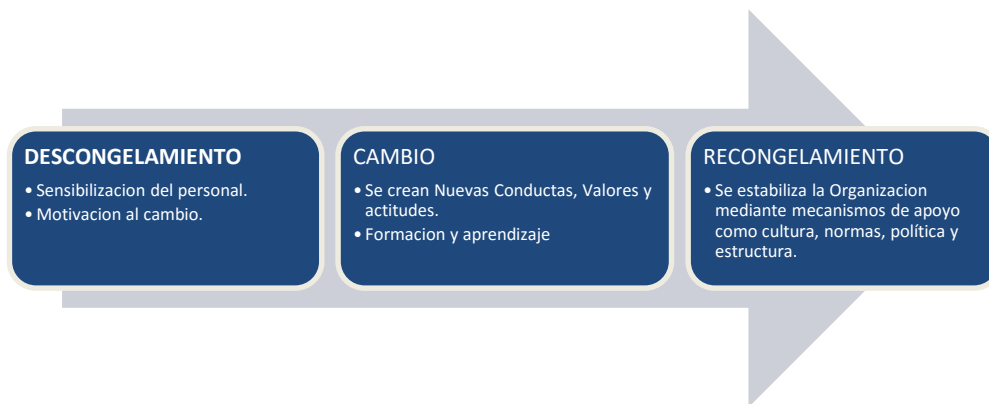 DESCONGELAMIENTO
• Sensibilizacion del personal.
• Motivacion al cambio.
CAMBIO
• Se crean Nuevas Conductas, Valores y
actitudes.
• Formacion y aprendizaje
RECONGELAMIENTO
• Se estabiliza la Organizacion
mediante mecanismos de apoyo
como cultura, normas, política y
estructura.